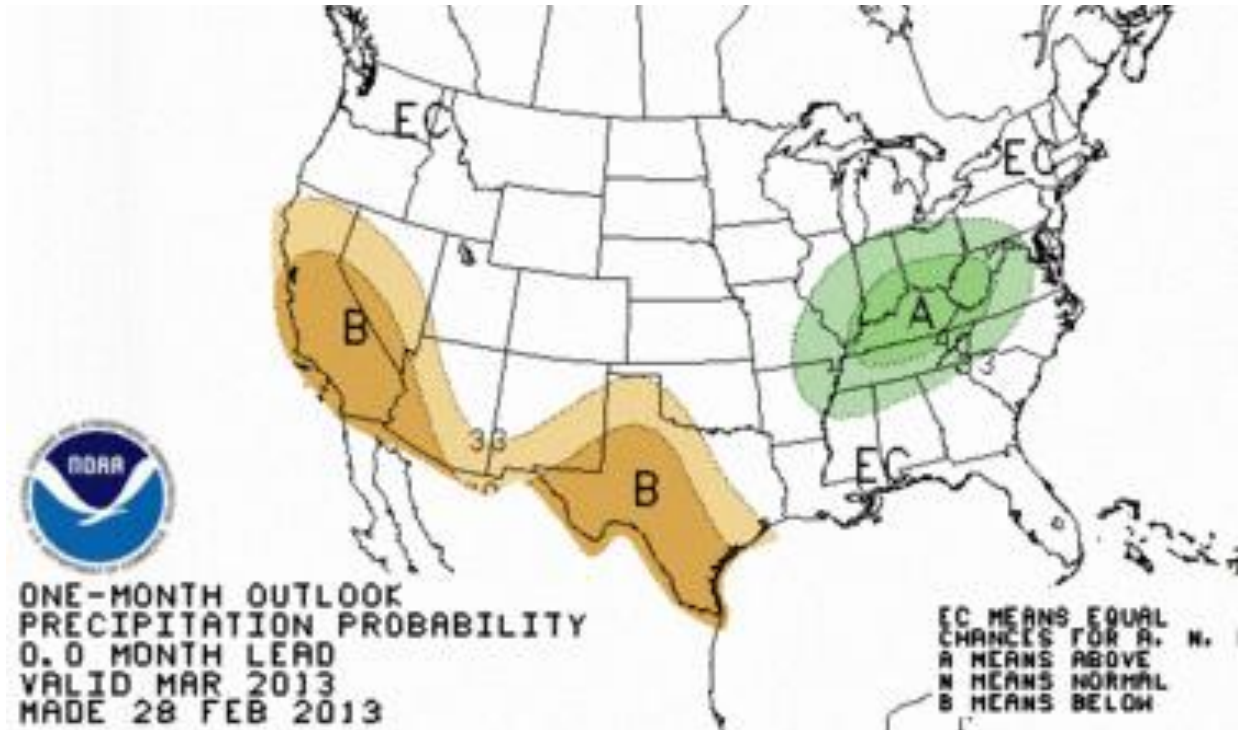 EC
EC
B
A
33
B
EC
NOAA
ONE-MONTH OUTLOOK
PRECIPITATION PROBABILITY
0.0 MONTH LEAD
VALID MAR 2013
MADE 28 FEB 2013
EC MEANS EQUAL
CHANCES FOR A, N,
A MEANS ABOVE
N MEANS NORMAL
B MEANS BELOW